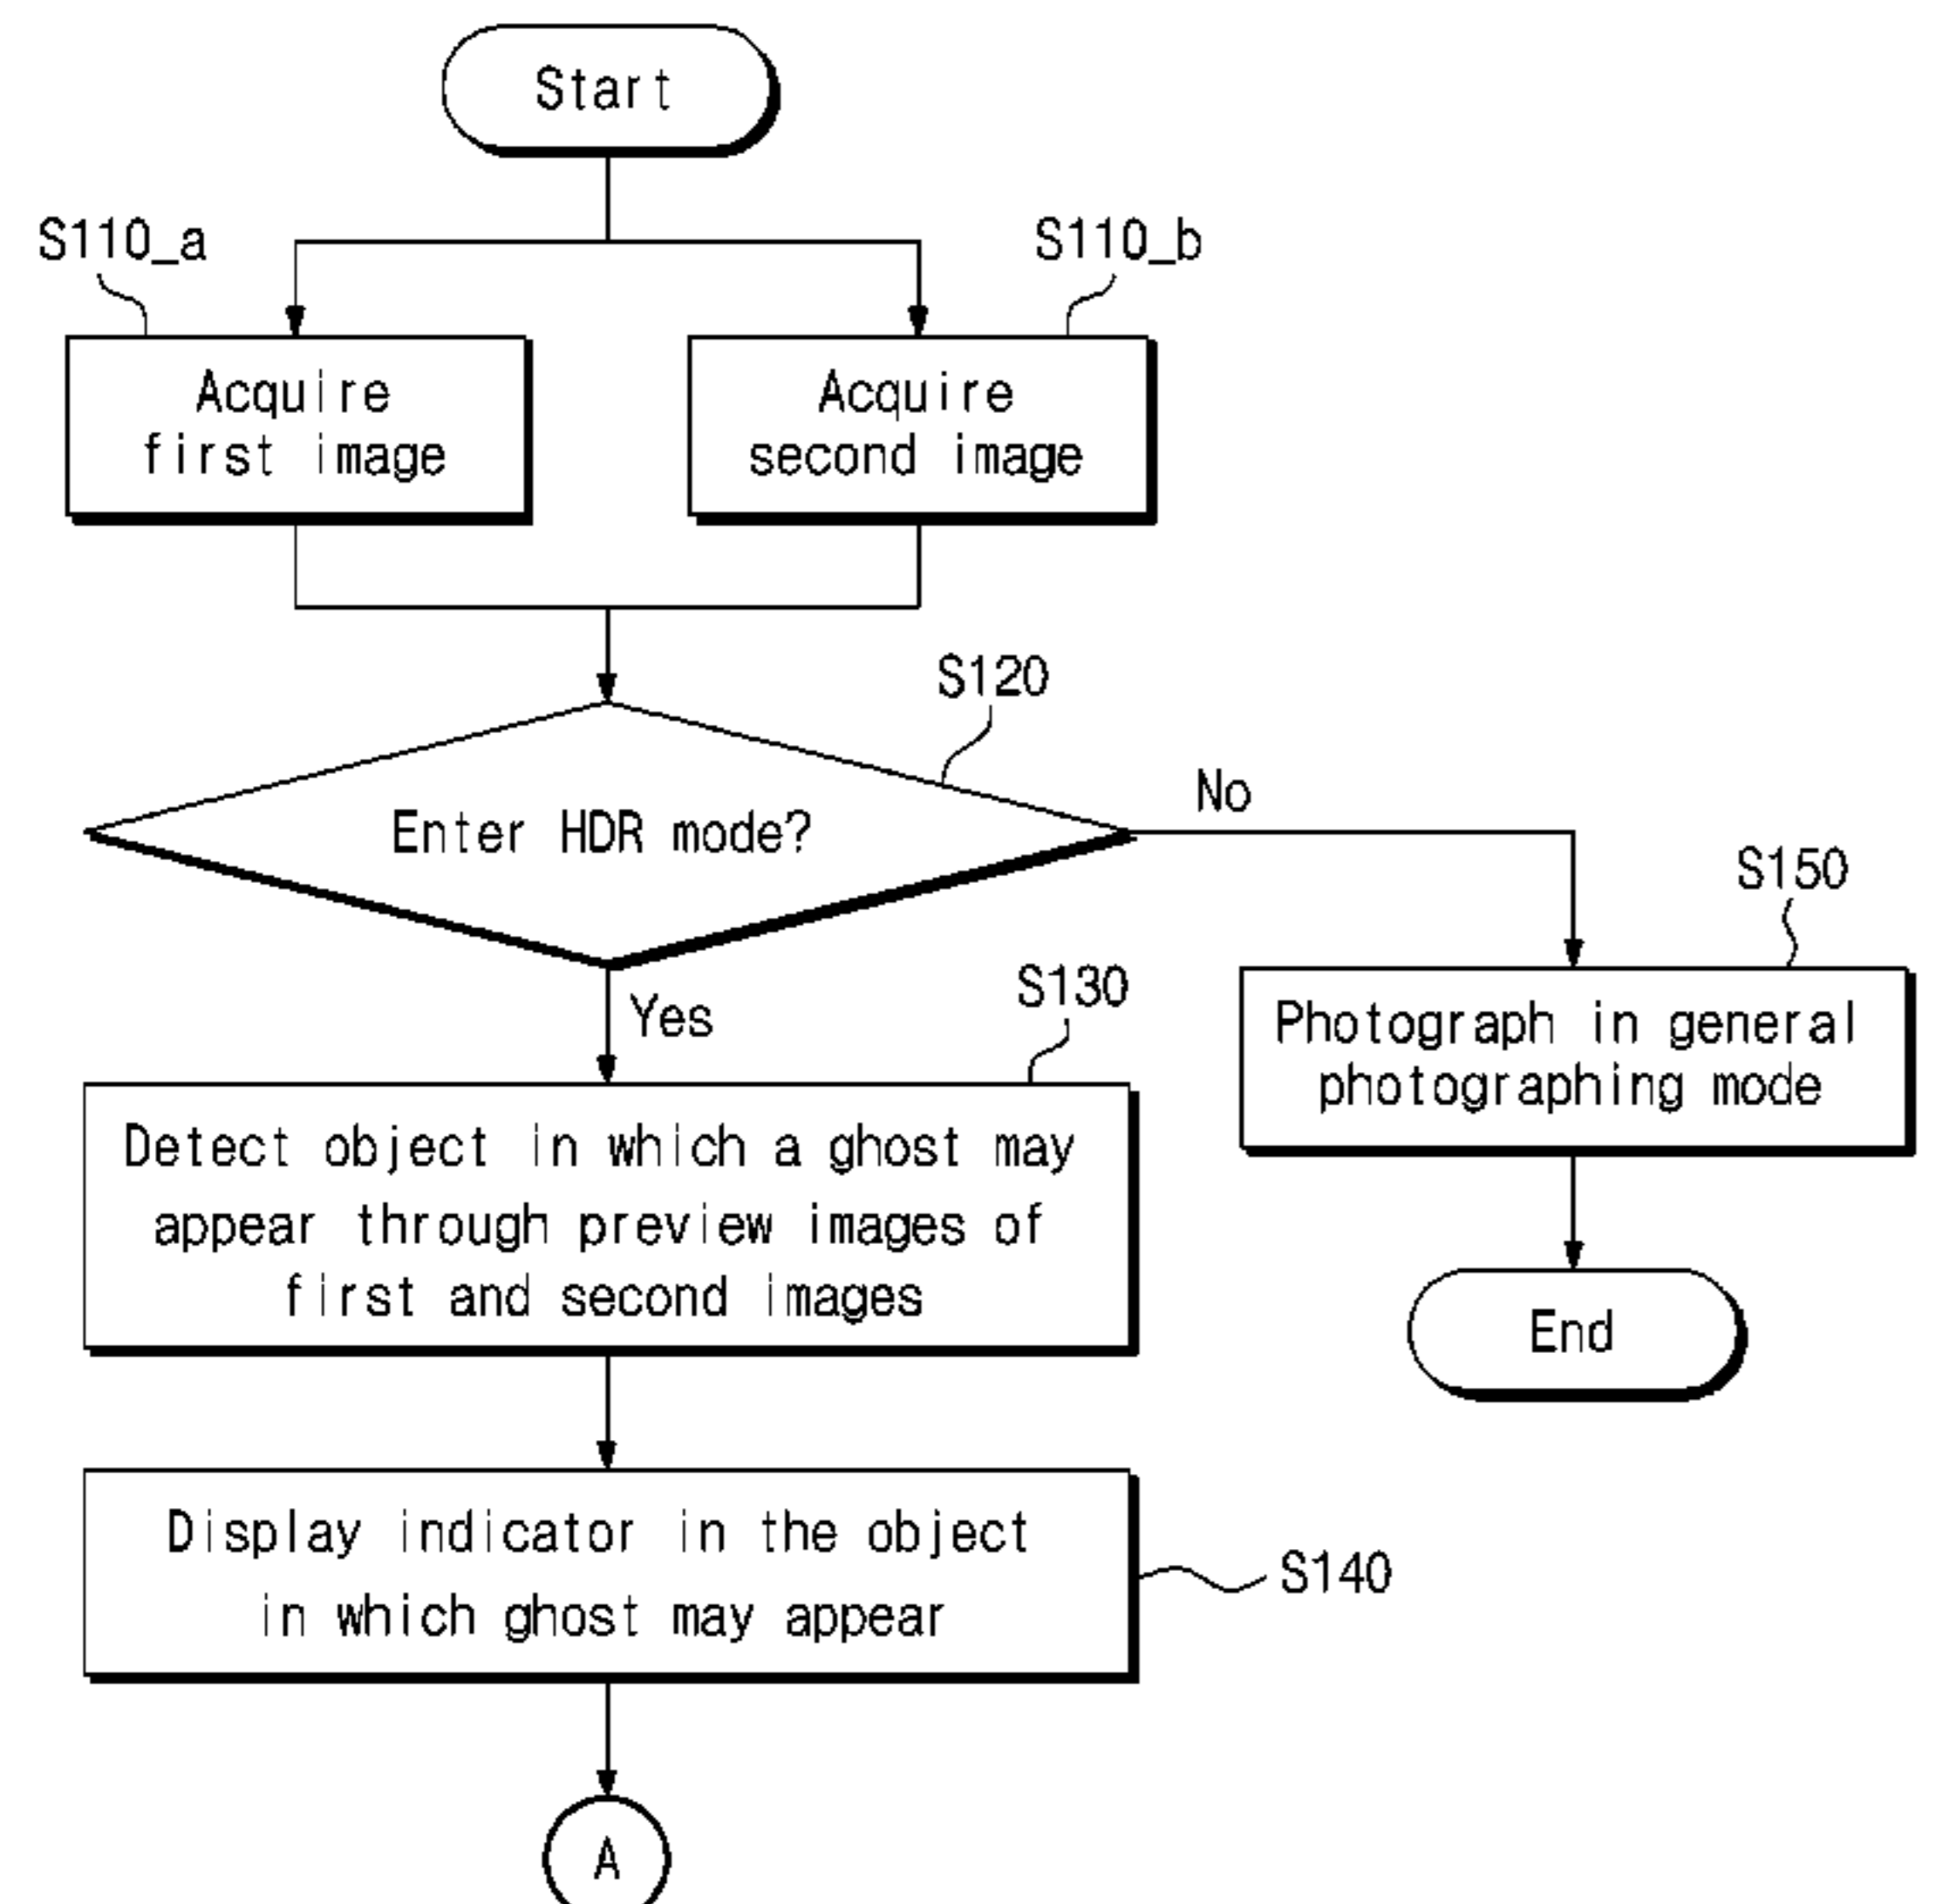 Start
S110_a
S110_b
Acquire
first image
Acquire
second image
S120
Enter HDR mode?
No
S150
Yes
S130
Photograph in general
photographing mode
Detect object in which a ghost may
appear through preview images of
first and second images
End
Display indicator in the object
in which ghost may appear
S140
A